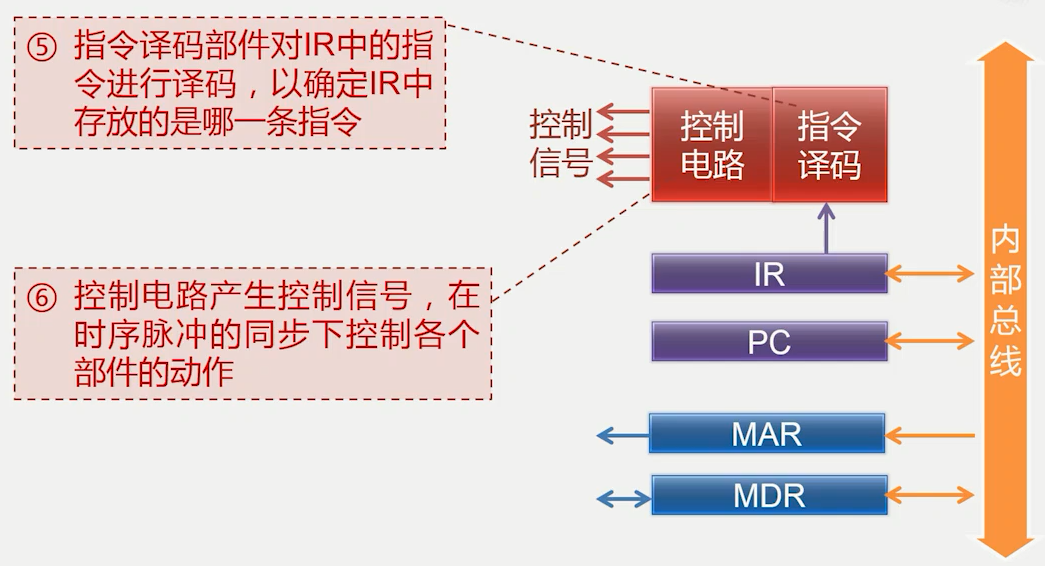 ⑤ 指令译码部件对IR中的指
令进行译码，以确定IR中
存放的是哪一条指令
控制
信号
控制
电路
指令
译码
⑥ 控制电路产生控制信号，在
时序脉冲的同步下控制各个
部件的动作
IR
PC
MAR
MDR
内
部
总
线